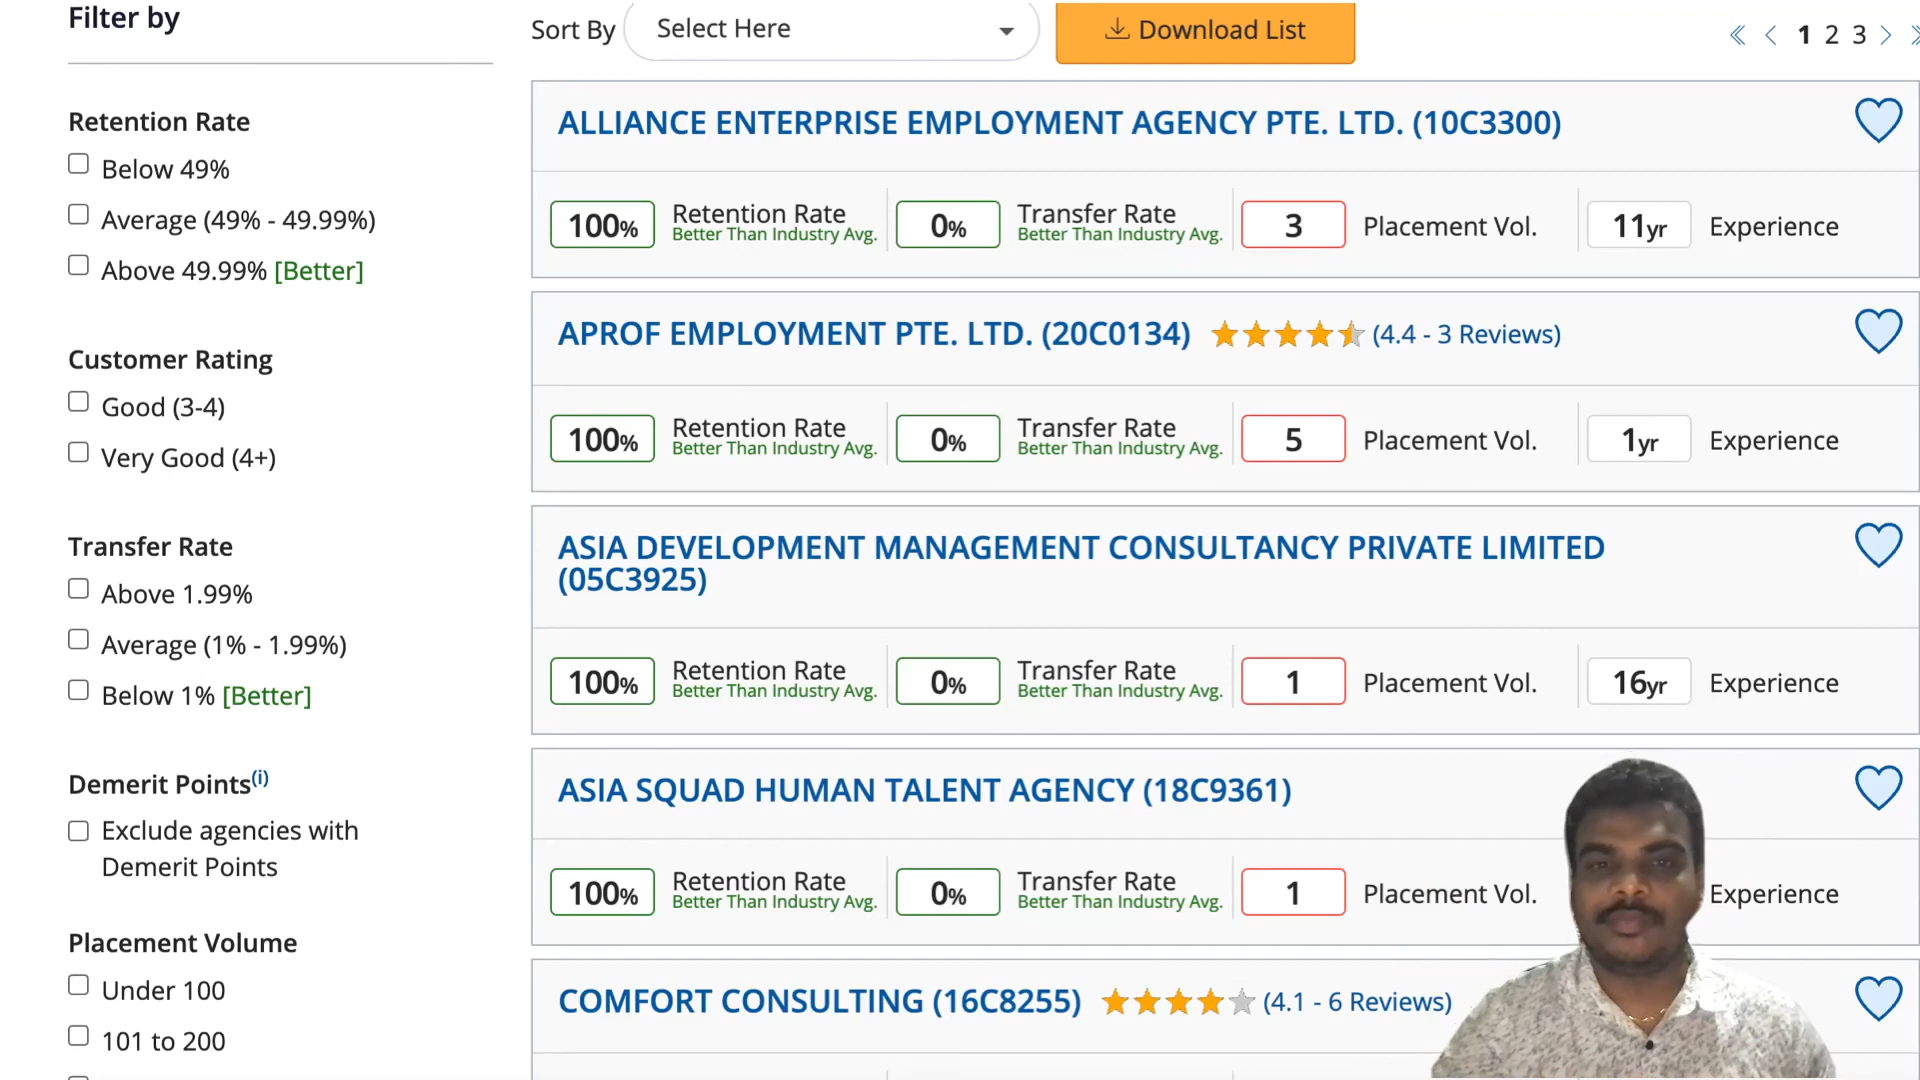 Filter by
Sort By
Select Here
Download List
1 2 3
Retention Rate
Below 49%
Average (49% - 49.99%)
Above 49.99% [Better]
Customer Rating
Good (3-4)
Very Good (4+)
Transfer Rate
Above 1.99%
Average (1% - 1.99%)
Below 1% [Better]
Demerit Points(i)
Exclude agencies with
Demerit Points
Placement Volume
Under 100
101 to 200
ALLIANCE ENTERPRISE EMPLOYMENT AGENCY PTE. LTD. (10C3300)
100% Retention Rate 0% Transfer Rate 3 Placement Vol. 11yr Experience
Better Than Industry Avg. Better Than Industry Avg.
APROF EMPLOYMENT PTE. LTD. (20C0134) (4.4 - 3 Reviews)
100% Retention Rate 0% Transfer Rate 5 Placement Vol. 1yr Experience
Better Than Industry Avg. Better Than Industry Avg.
ASIA DEVELOPMENT MANAGEMENT CONSULTANCY PRIVATE LIMITED
(05C3925)
100% Retention Rate 0% Transfer Rate 1 Placement Vol. 16yr Experience
Better Than Industry Avg. Better Than Industry Avg.
ASIA SQUAD HUMAN TALENT AGENCY (18C9361)
100% Retention Rate 0% Transfer Rate 1 Placement Vol. Experience
Better Than Industry Avg. Better Than Industry Avg.
COMFORT CONSULTING (16C8255) (4.1 - 6 Reviews)